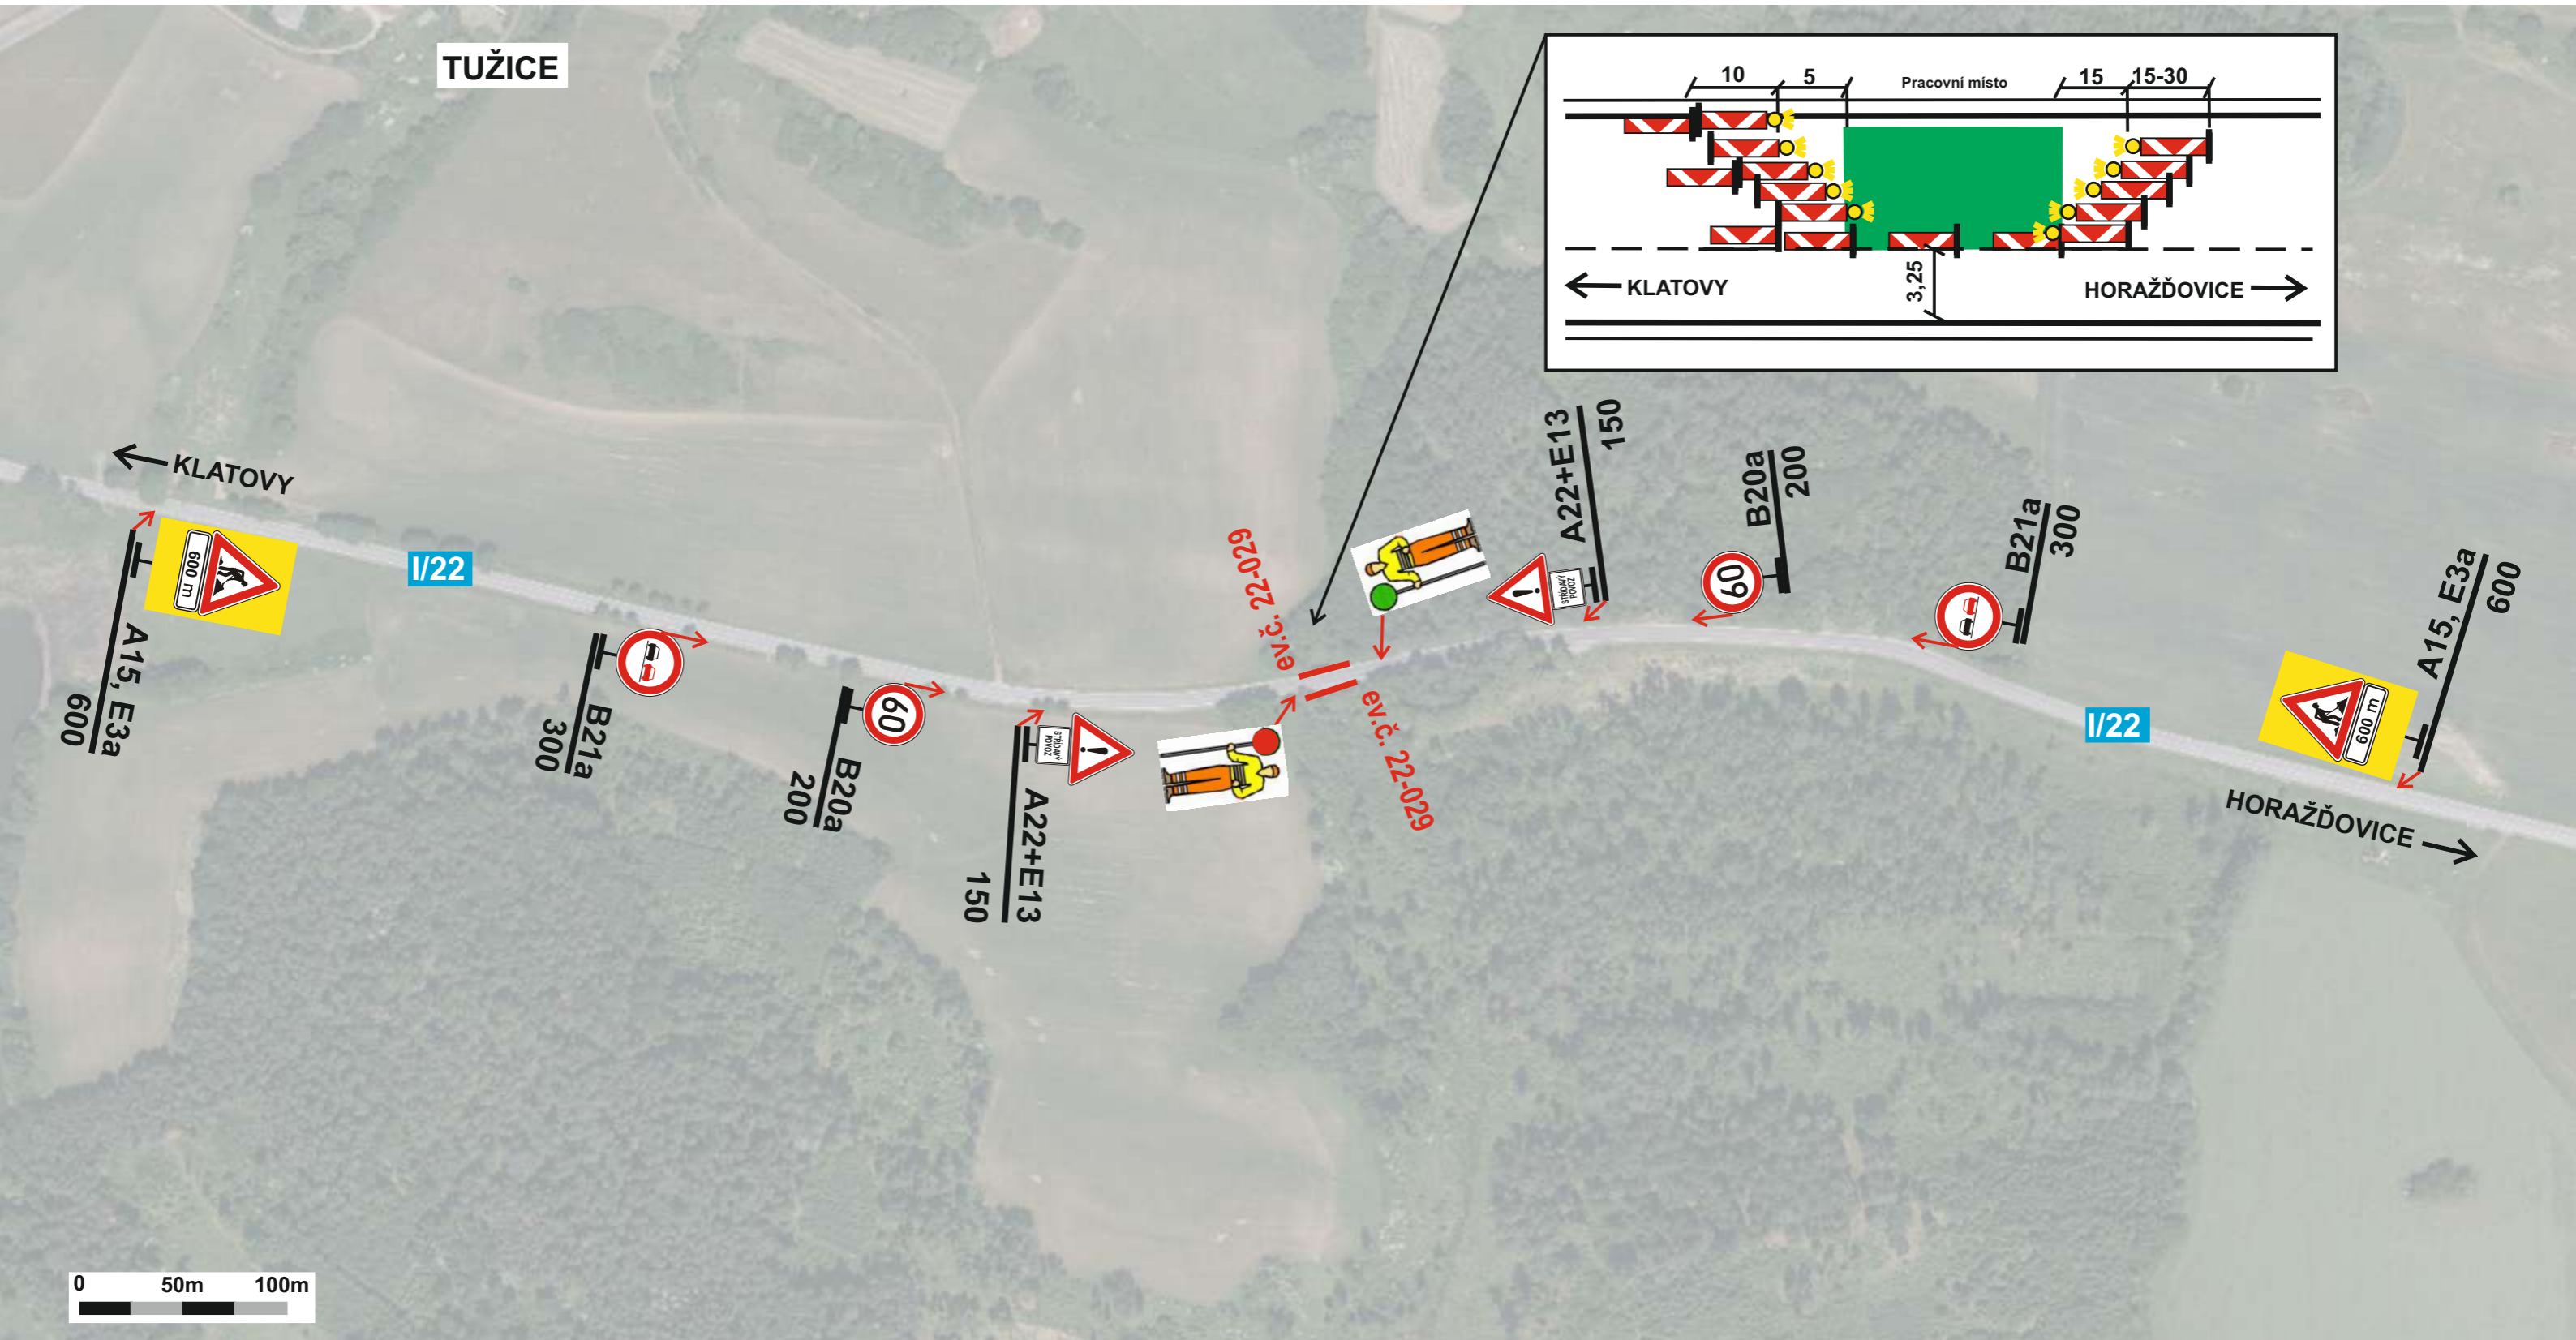 TUŽICE
10
5
Pracovní místo
15
15-30
3,25
KLATOVY
HORAŽĎOVICE
KLATOVY
I/22
600 m
A15, E3a
600
B21a
300
60
B20a
200
STŘÍDAVÝ
PROVOZ
A22+E13
150
ev.č. 22-029
ev.č. 22-029
A22+E13
150
STŘÍDAVÝ
PROVOZ
B20a
200
60
B21a
300
A15, E3a
600
600 m
I/22
HORAŽĎOVICE
0 50m 100m